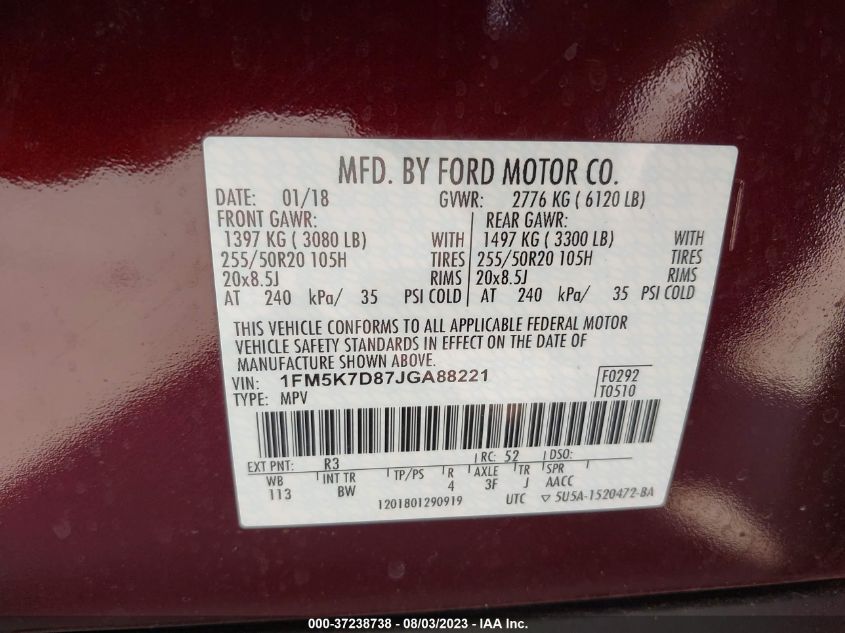 MFD. BY FORD MOTOR CO.
DATE: 01/18 GVWR: 2776 KG ( 6120 LB)
FRONT GAWR: REAR GAWR:
1397 KG ( 3080 LB) WITH 1497 KG ( 3300 LB) WITH
255/50R20 105H TIRES 255/50R20 105H TIRES
20x8.5J RIMS 20x8.5J RIMS
AT 240 kPa/ 35 PSI COLD AT 240 kPa/ 35 PSI COLD
THIS VEHICLE CONFORMS TO ALL APPLICABLE FEDERAL MOTOR
VEHICLE SAFETY STANDARDS IN EFFECT ON THE DATE OF
MANUFACTURE SHOWN ABOVE.
VIN: 1FM5K7D87JGA88221 F0292
TYPE: MPV T0510
EXT PNT: R3 RC: 52 DSO:
WB INT TR TP/PS R AXLE TR SPR
113 BW 4 3F J AACC
1201801290919 UTC 5U5A-1520472-BA
000-37238738 - 08/03/2023 - IAA Inc.